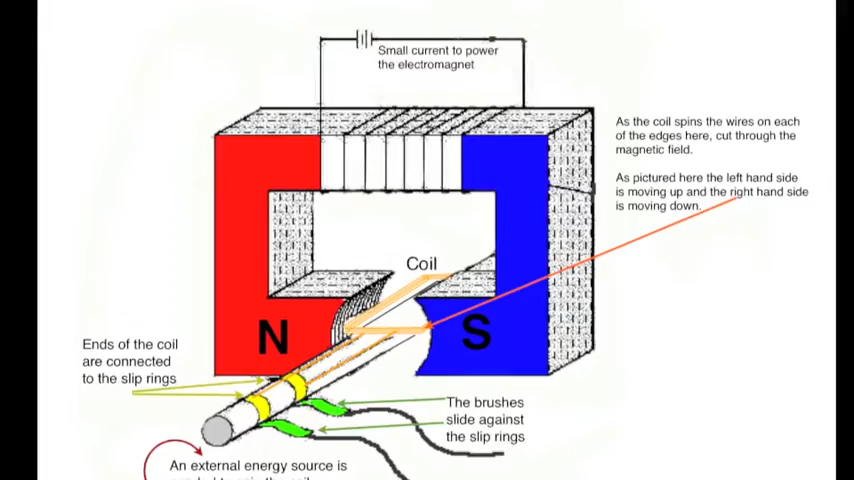 Small current to power
the electromagnet
As the coil spins the wires on each
of the edges here, cut through the
magnetic field.
As pictured here the left hand side
is moving up and the right hand side
is moving down.
Coil
N
S
Ends of the coil
are connected
to the slip rings
The brushes
slide against
the slip rings
An external energy source is